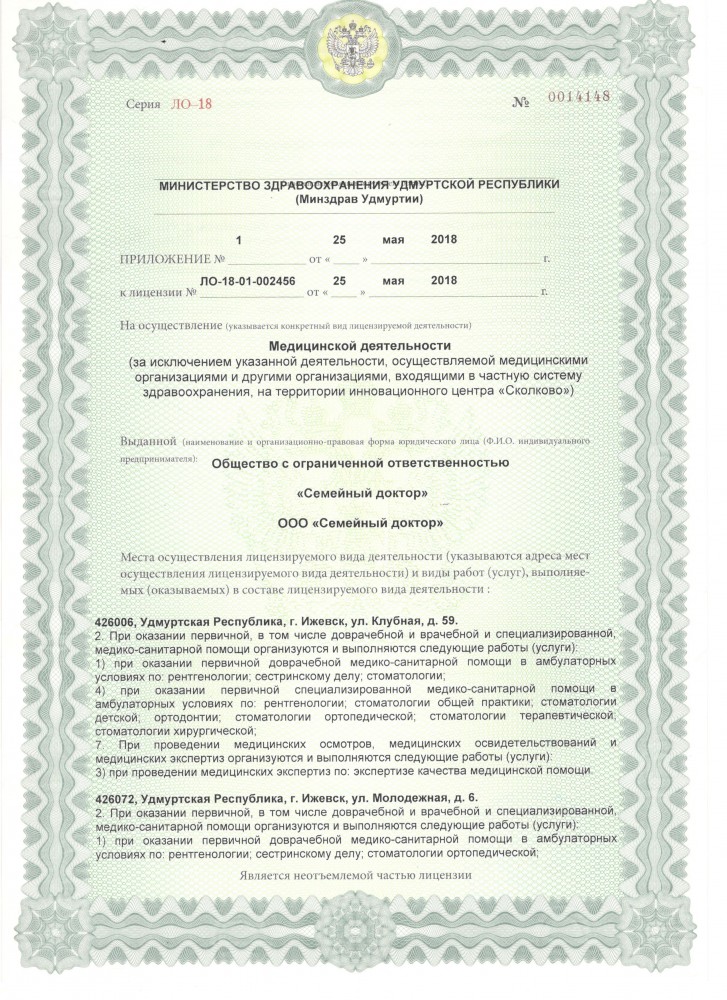 Серия ЛО-18 № 0014148
МИНИСТЕРСТВО ЗДРАВООХРАНЕНИЯ УДМУРТСКОЙ РЕСПУБЛИКИ
(Минздрав Удмуртии)
1 25 мая 2018
ПРИЛОЖЕНИЕ № от « » г.
ЛО-18-01-002456 25 мая 2018
к лицензии № от « » г.
На осуществление (указывается конкретный вид лицензируемой деятельности)
Медицинской деятельности
(за исключением указанной деятельности, осуществляемой медицинскими
организациями и другими организациями, входящими в частную систему
здравоохранения, на территории инновационного центра «Сколково»)
Выданной (наименование и организационно-правовая форма юридического лица (Ф.И.О. индивидуального
предпринимателя):
Общество с ограниченной ответственностью
«Семейный доктор»
ООО «Семейный доктор»
Места осуществления лицензируемого вида деятельности (указываются адреса мест
осуществления лицензируемого вида деятельности) и виды работ (услуг), выполняе-
мых (оказываемых) в составе лицензируемого вида деятельности :
426006, Удмуртская Республика, г. Ижевск, ул. Клубная, д. 59.
2. При оказании первичной, в том числе доврачебной и врачебной и специализированной,
медико-санитарной помощи организуются и выполняются следующие работы (услуги):
1) при оказании первичной доврачебной медико-санитарной помощи в амбулаторных
условиях по: рентгенологии; сестринскому делу; стоматологии;
4) при оказании первичной специализированной медико-санитарной помощи в
амбулаторных условиях по: рентгенологии; стоматологии общей практики; стоматологии
детской; ортодонтии; стоматологии ортопедической; стоматологии терапевтической;
стоматологии хирургической;
7. При проведении медицинских осмотров, медицинских освидетельствований и
медицинских экспертиз организуются и выполняются следующие работы (услуги):
3) при проведении медицинских экспертиз по: экспертизе качества медицинской помощи.
426072, Удмуртская Республика, г. Ижевск, ул. Молодежная, д. 6.
2. При оказании первичной, в том числе доврачебной и врачебной и специализированной,
медико-санитарной помощи организуются и выполняются следующие работы (услуги):
1) при оказании первичной доврачебной медико-санитарной помощи в амбулаторных
условиях по: рентгенологии; сестринскому делу; стоматологии ортопедической;
Является неотъемлемой частью лицензии